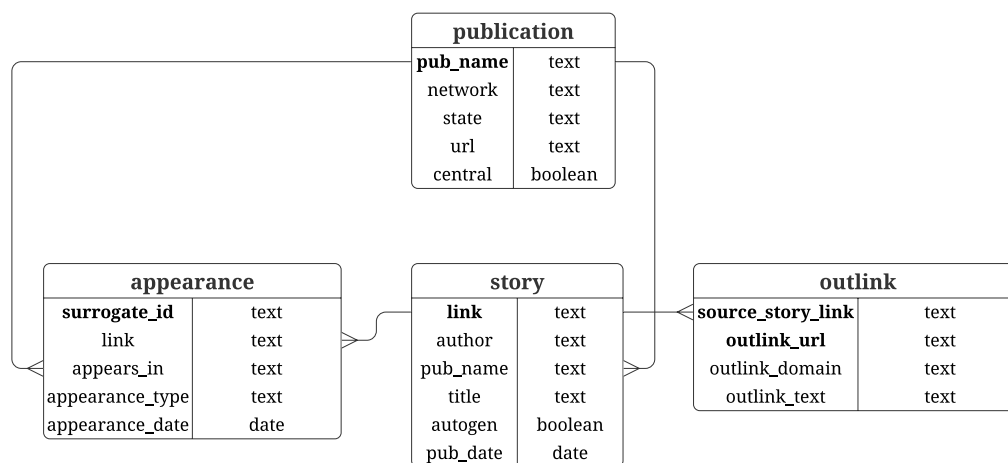 publication
pub_name text
network text
state text
url text
central boolean
appearance
surrogate_id text
link text
appears_in text
appearance_type text
appearance_date date
story
link text
author text
pub_name text
title text
autogen boolean
pub_date date
outlink
source_story_link text
outlink_url text
outlink_domain text
outlink_text text